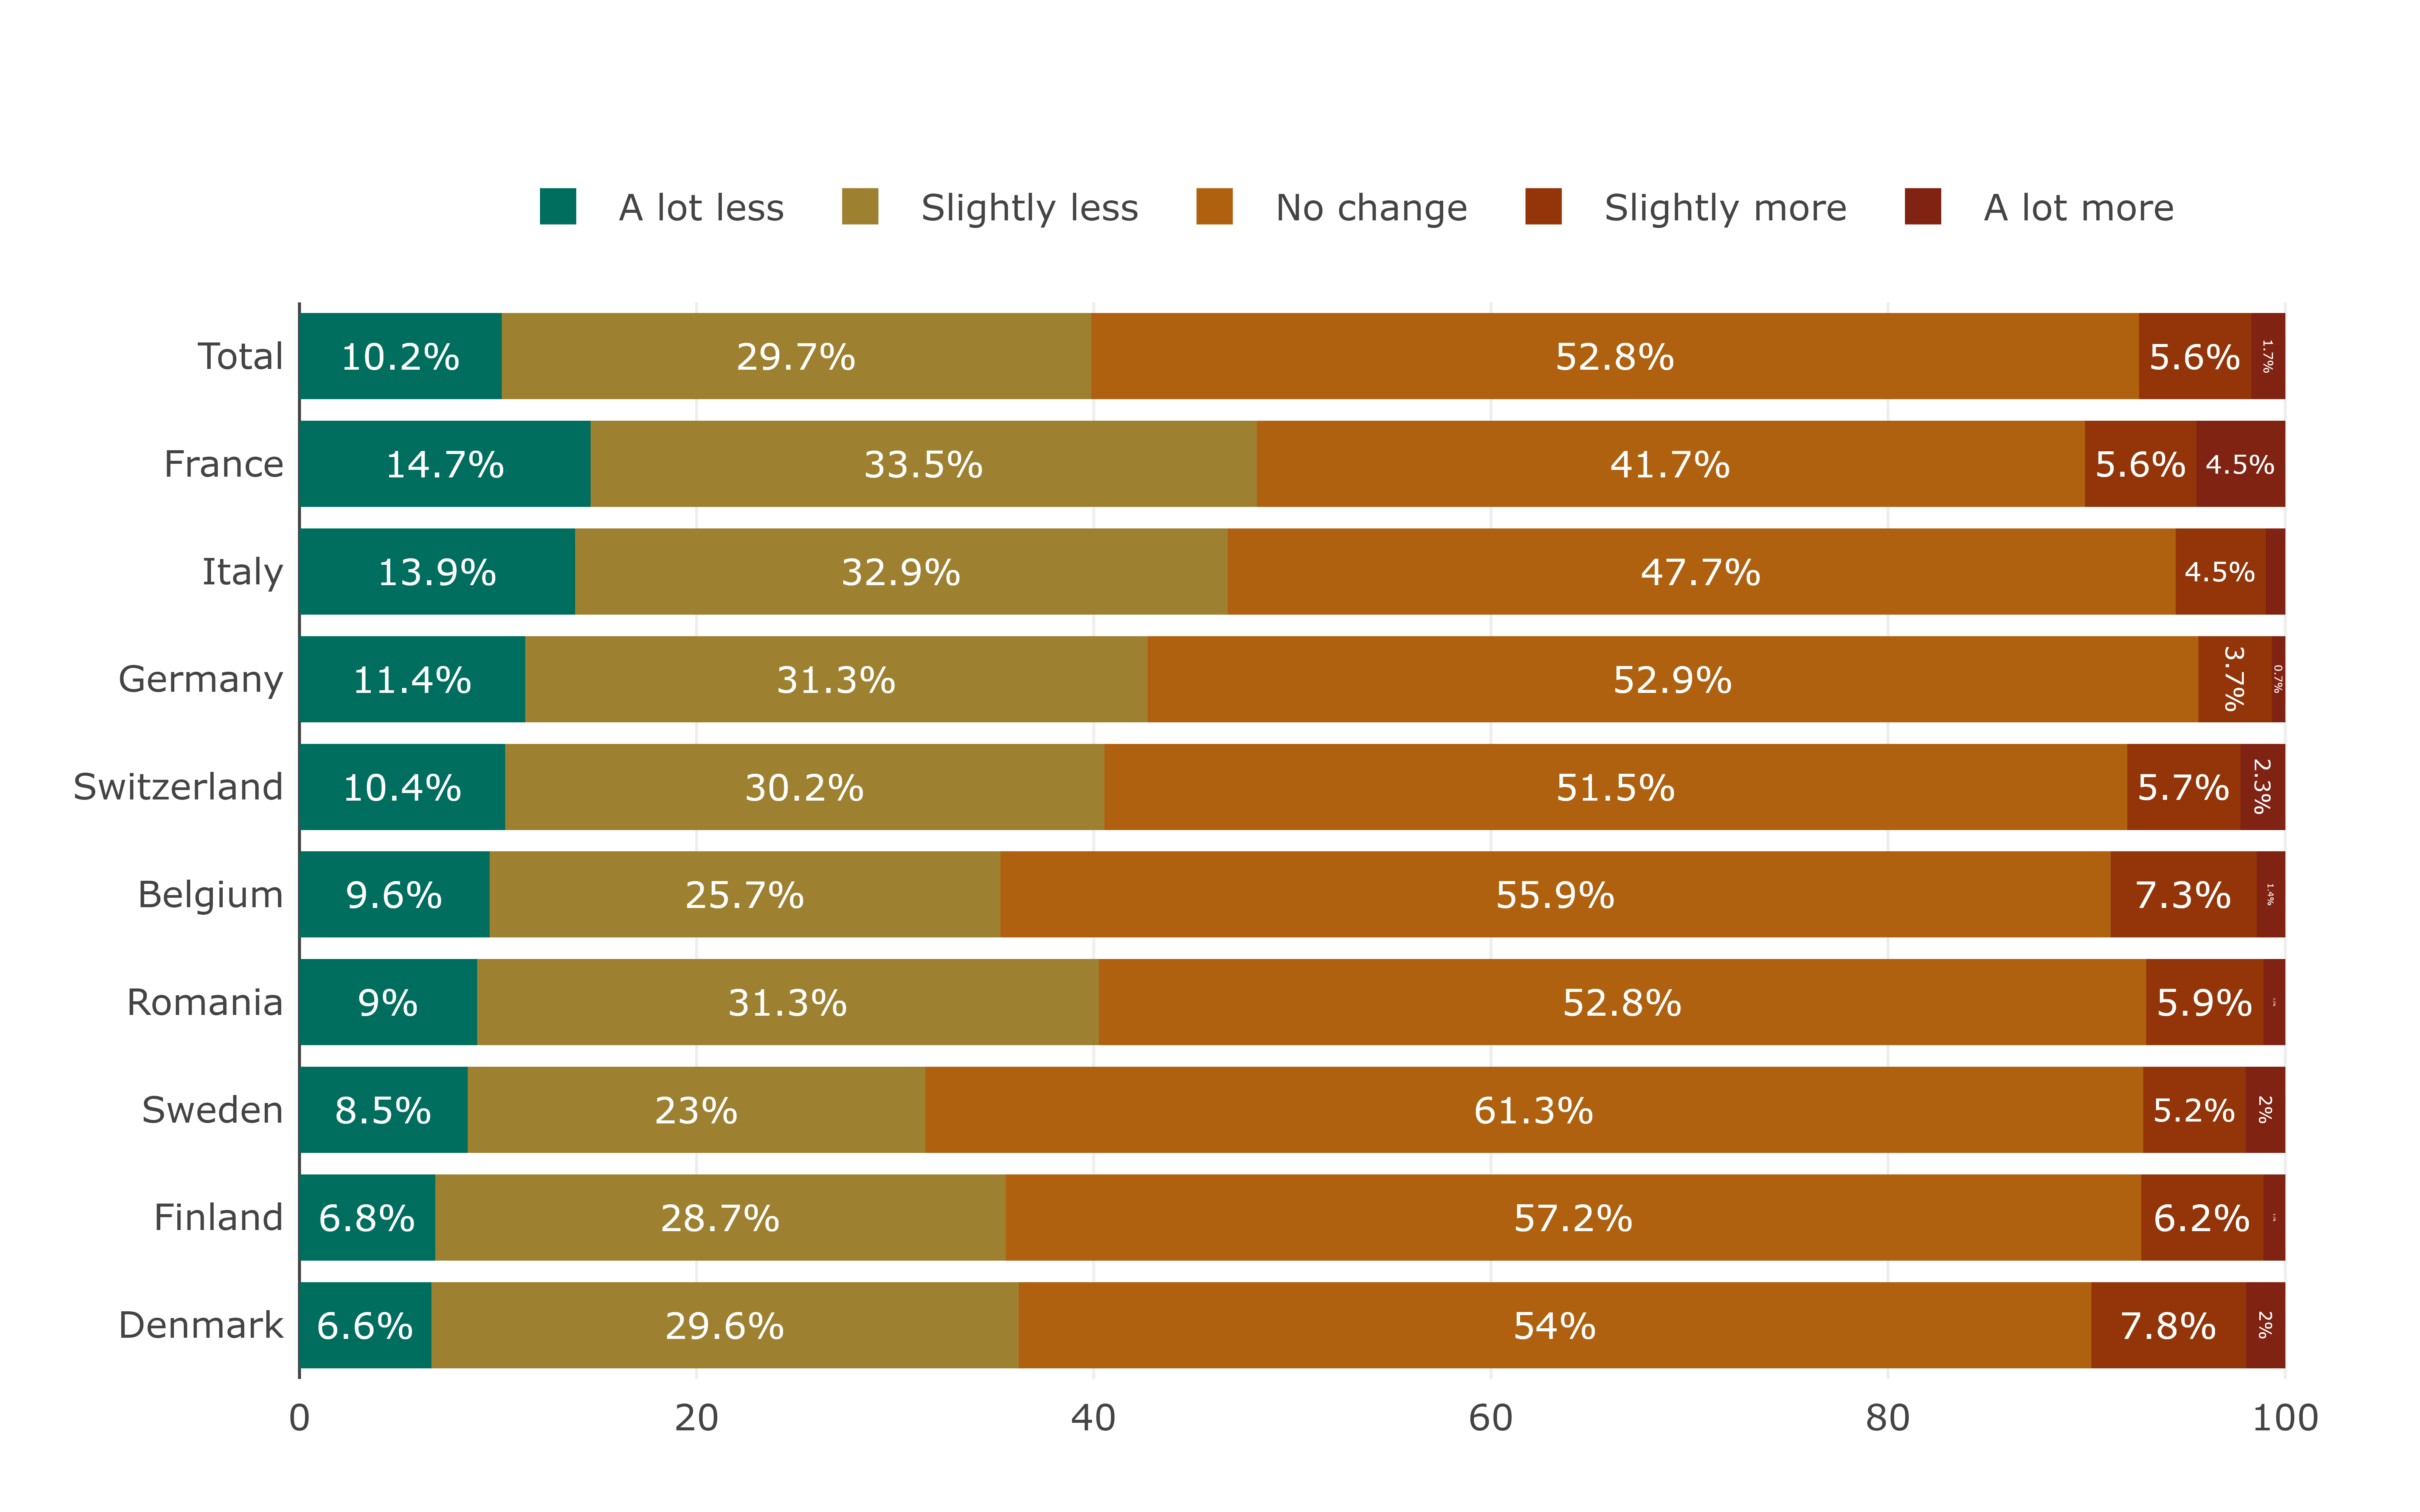 A lot less Slightly less No change Slightly more A lot more
Total 10.2% 29.7% 52.8% 5.6% 1.7%
France 14.7% 33.5% 41.7% 5.6% 4.5%
Italy 13.9% 32.9% 47.7% 4.5%
Germany 11.4% 31.3% 52.9% 3.7% 0.7%
Switzerland 10.4% 30.2% 51.5% 5.7% 2.3%
Belgium 9.6% 25.7% 55.9% 7.3% 1.4%
Romania 9% 31.3% 52.8% 5.9%
Sweden 8.5% 23% 61.3% 5.2% 2%
Finland 6.8% 28.7% 57.2% 6.2%
Denmark 6.6% 29.6% 54% 7.8% 2%
0 20 40 60 80 100